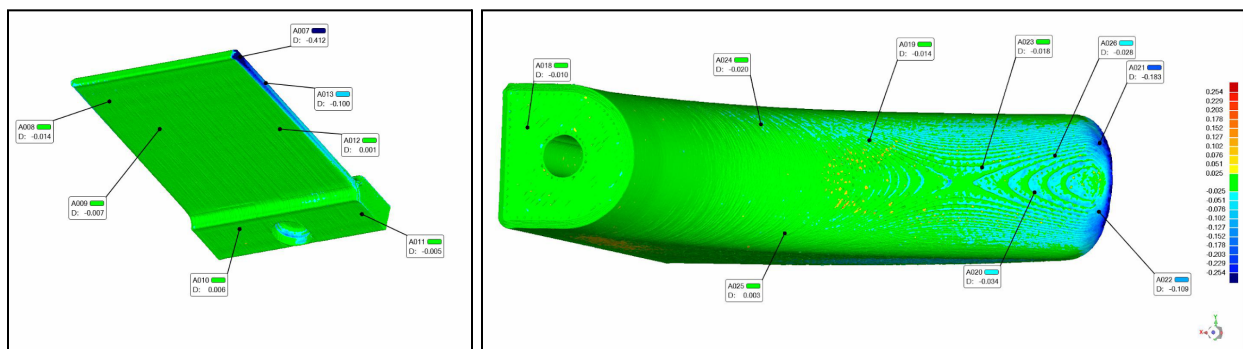 A007
D: -0.412
A013
D: -0.100
A008
D: -0.014
A012
D: 0.001
A009
D: -0.007
A011
D: -0.005
A010
D: 0.006
A018
D: -0.010
A024
D: -0.020
A019
D: -0.014
A023
D: -0.018
A026
D: -0.028
A021
D: -0.183
A025
D: 0.003
A020
D: -0.034
A022
D: -0.109
0.254
0.229
0.203
0.178
0.152
0.127
0.102
0.076
0.051
0.025
-0.025
-0.051
-0.076
-0.102
-0.127
-0.152
-0.178
-0.203
-0.229
-0.254
Y
X